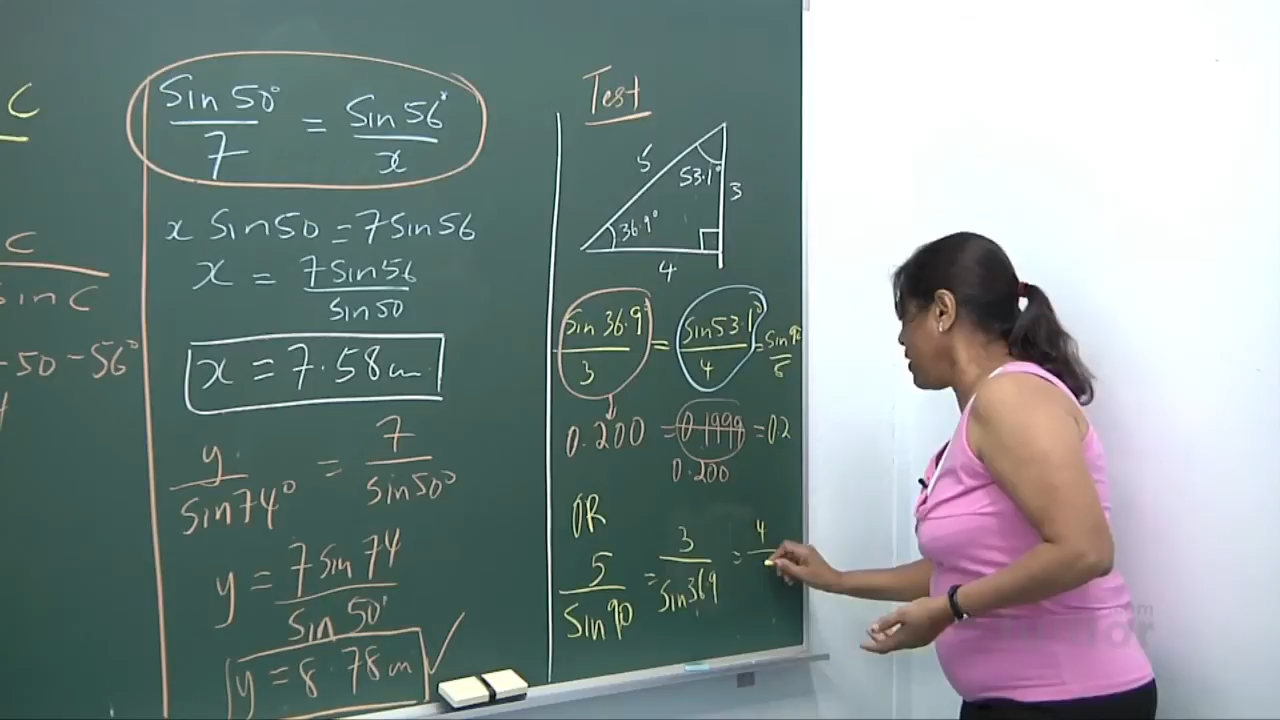 C
C
Sin C
- 50 - 56°
Sin 50° / 7 = Sin 56° / x
x Sin 50 = 7 Sin 56
x = 7 Sin 56 / Sin 50
x = 7.58 cm
y / Sin 74° = 7 / Sin 50°
y = 7 Sin 74 / Sin 50°
y = 8.78 cm ✓
Test
5
53.1°
3
36.9°
4
Sin 36.9° / 3 = Sin 53.1° / 4 = Sin 90 / 5
0.200 = 0.1999 = 0.2
0.200
OR
5 / Sin 90 = 3 / Sin 36.9 = 4